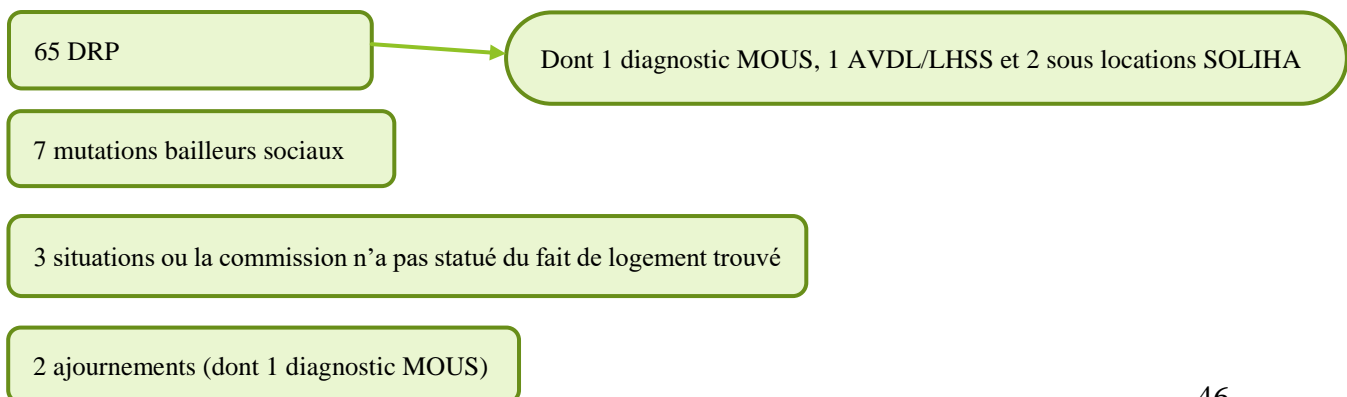 65 DRP
Dont 1 diagnostic MOUS, 1 AVDL/LHSS et 2 sous locations SOLIHA
7 mutations bailleurs sociaux
3 situations ou la commission n'a pas statué du fait de logement trouvé
2 ajournements (dont 1 diagnostic MOUS)
46